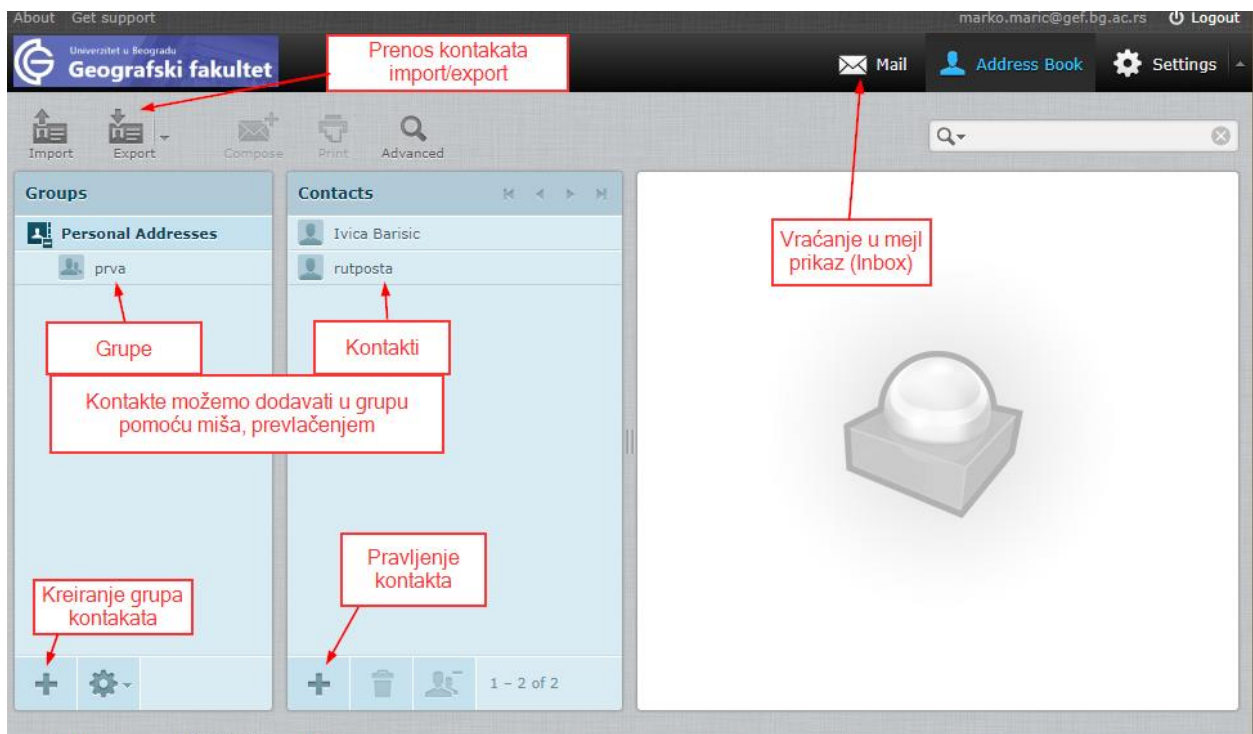 About Get support
marko.maric@gef.bg.ac.rs Logout
Univerzitet u Beogradu
Geografski fakultet
Prenos kontakata
import/export
Mail
Address Book
Settings
Import
Export
Compose
Print
Advanced
Groups
Contacts
Personal Addresses
Ivica Barisic
prva
rutposta
Vraćanje u mejl
prikaz (Inbox)
Grupe
Kontakti
Kontakte možemo dodavati u grupu
pomoću miša, prevlačenjem
Pravljenje
kontakta
Kreiranje grupa
kontakata
1 – 2 of 2